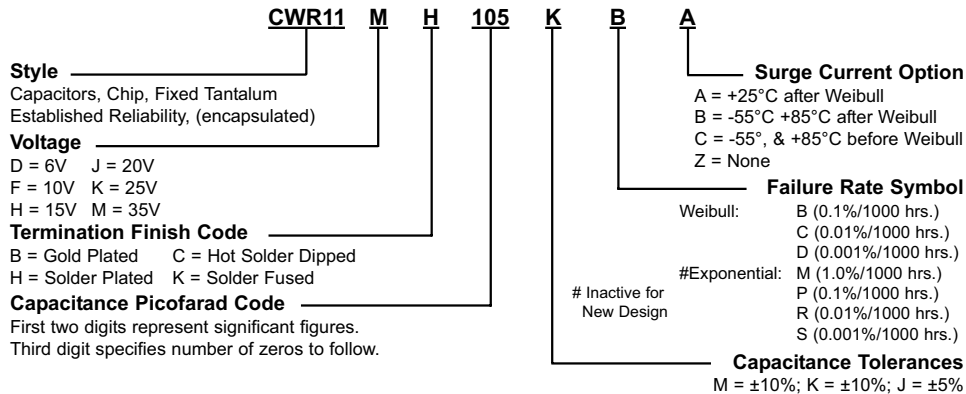 CWR11 M H 105 K B A
Style
Capacitors, Chip, Fixed Tantalum
Established Reliability, (encapsulated)
Voltage
D = 6V J = 20V
F = 10V K = 25V
H = 15V M = 35V
Termination Finish Code
B = Gold Plated C = Hot Solder Dipped
H = Solder Plated K = Solder Fused
Capacitance Picofarad Code
First two digits represent significant figures.
Third digit specifies number of zeros to follow.
Surge Current Option
A = +25°C after Weibull
B = -55°C +85°C after Weibull
C = -55°, & +85°C before Weibull
Z = None
Failure Rate Symbol
Weibull: B (0.1%/1000 hrs.)
C (0.01%/1000 hrs.)
D (0.001%/1000 hrs.)
#Exponential: M (1.0%/1000 hrs.)
P (0.1%/1000 hrs.)
R (0.01%/1000 hrs.)
S (0.001%/1000 hrs.)
# Inactive for
New Design
Capacitance Tolerances
M = ±10%; K = ±10%; J = ±5%